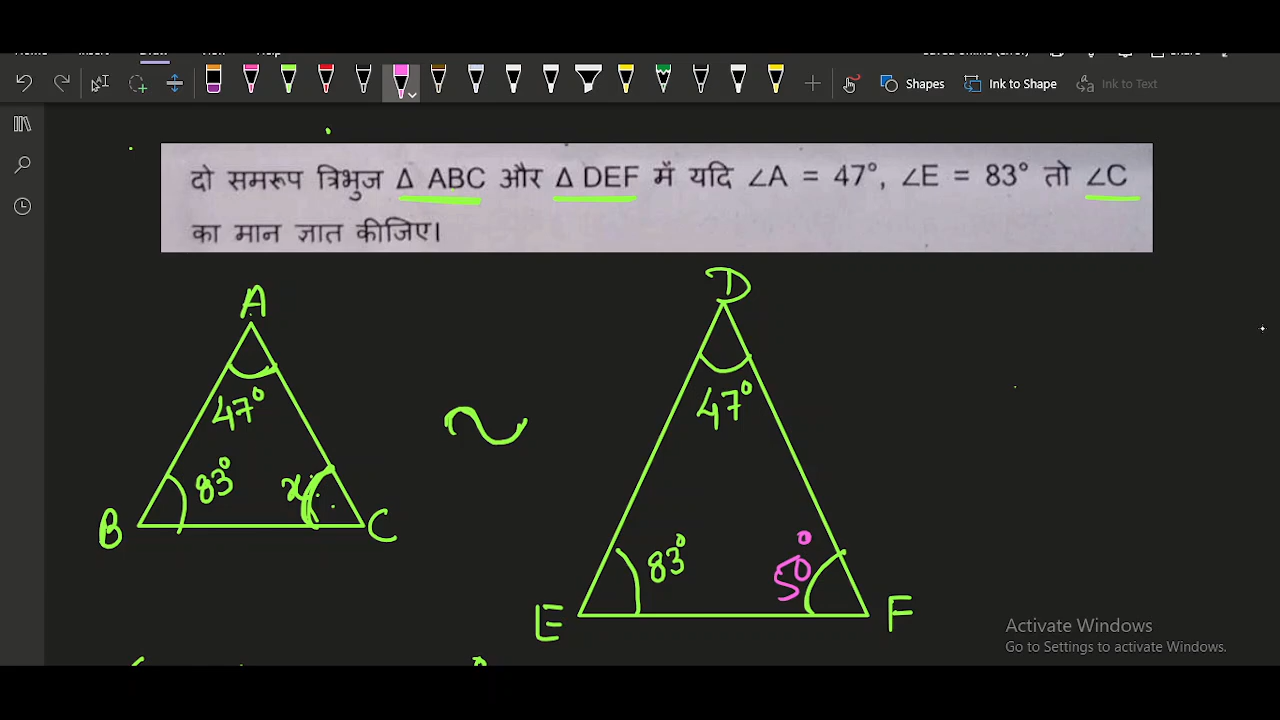 Shapes
Ink to Shape
Ink to Text
दो समरूप त्रिभुज Δ ABC और Δ DEF में यदि ∠A = 47°, ∠E = 83° तो ∠C
का मान ज्ञात कीजिए।
A
47°
83°
x
B
C
~
D
47°
83°
50°
E
F
Activate Windows
Go to Settings to activate Windows.